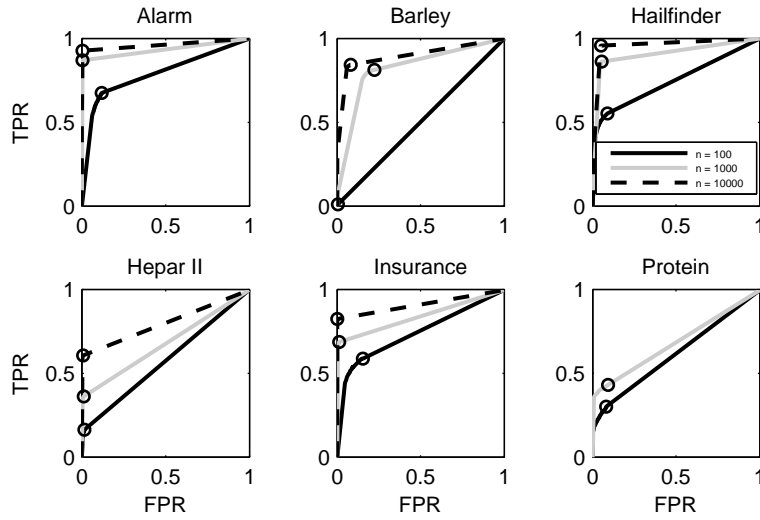 Alarm
Barley
Hailfinder
1
0.5
0
TPR
0
0.5
1
1
0.5
0
0
0.5
1
1
0.5
0
0
0.5
1
n = 100
n = 1000
n = 10000
Hepar II
Insurance
Protein
1
0.5
0
TPR
0
0.5
1
FPR
1
0.5
0
0
0.5
1
FPR
1
0.5
0
0
0.5
1
FPR